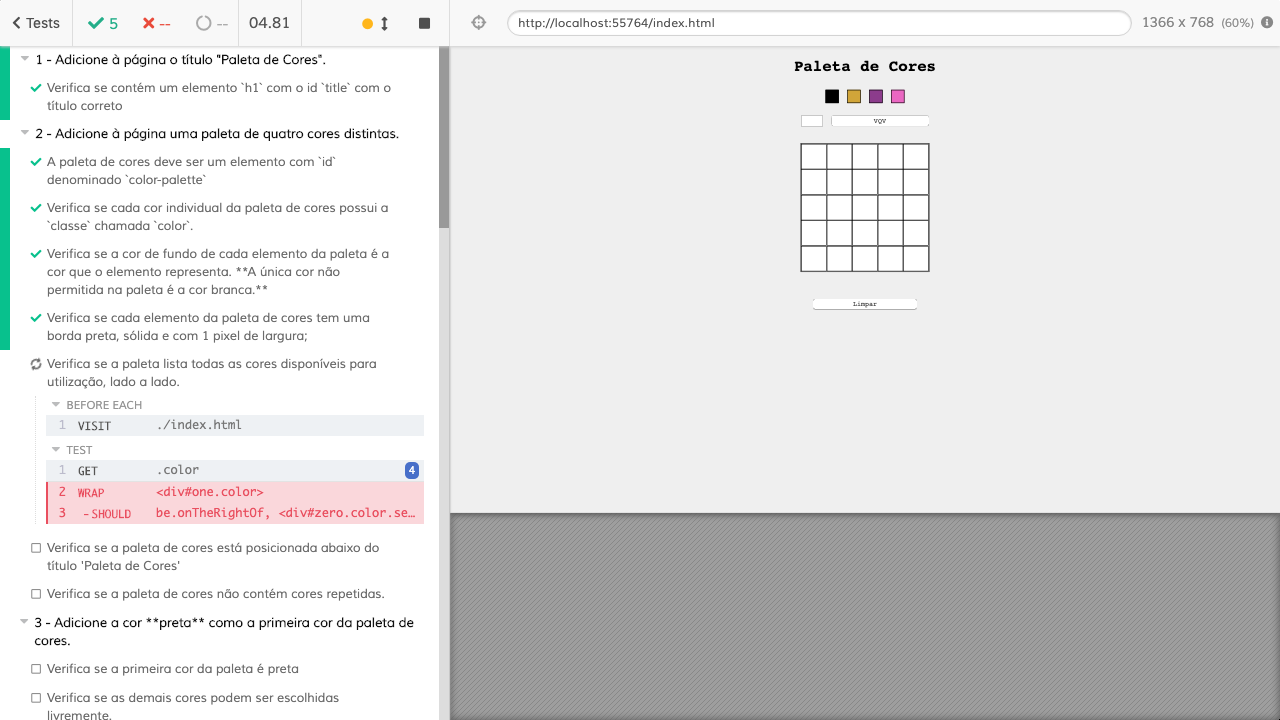 Tests
5
--
--
04.81
http://localhost:55764/index.html
1366 x 768 (60%)
1 - Adicione à página o título "Paleta de Cores".
Verifica se contém um elemento `h1` com o id `title` com o
título correto
2 - Adicione à página uma paleta de quatro cores distintas.
A paleta de cores deve ser um elemento com `id`
denominado `color-palette`
Verifica se cada cor individual da paleta de cores possui a
`classe` chamada `color`.
Verifica se a cor de fundo de cada elemento da paleta é a
cor que o elemento representa. **A única cor não
permitida na paleta é a cor branca.**
Verifica se cada elemento da paleta de cores tem uma
borda preta, sólida e com 1 pixel de largura;
Verifica se a paleta lista todas as cores disponíveis para
utilização, lado a lado.
BEFORE EACH
1 VISIT ./index.html
TEST
1 GET .color 4
2 WRAP <div#one.color>
3 -SHOULD be.onTheRightOf, <div#zero.color.se…
Verifica se a paleta de cores está posicionada abaixo do
título 'Paleta de Cores'
Verifica se a paleta de cores não contém cores repetidas.
3 - Adicione a cor **preta** como a primeira cor da paleta de
cores.
Verifica se a primeira cor da paleta é preta
Verifica se as demais cores podem ser escolhidas
livremente.
Paleta de Cores
VQV
Limpar